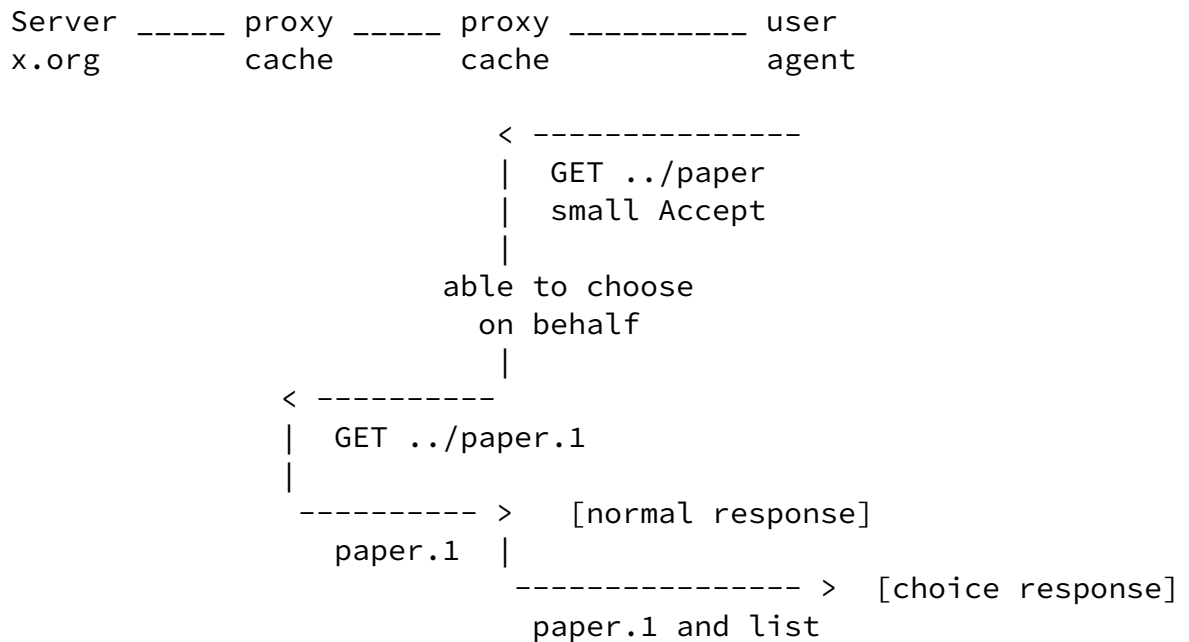 Server _____ proxy _____ proxy __________ user
x.org cache cache agent
< ---------------
| GET ../paper
| small Accept
|
able to choose
on behalf
|
< ----------
| GET ../paper.1
|
---------- > [normal response]
paper.1 |
---------------- > [choice response]
paper.1 and list